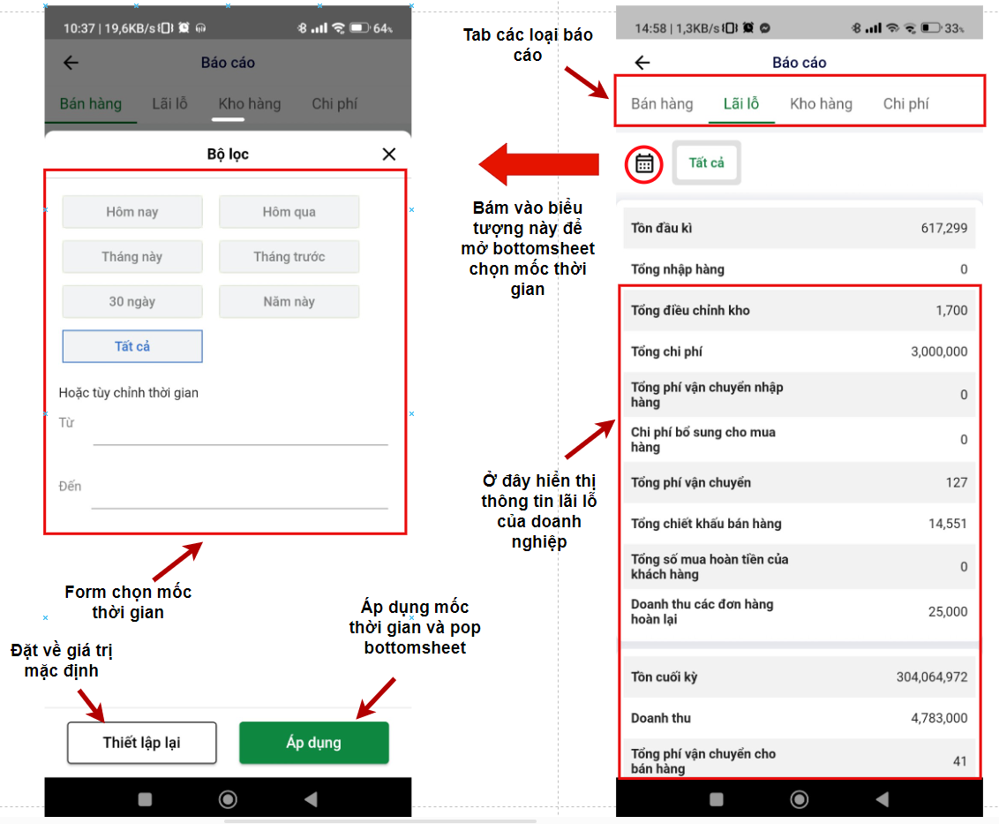 10:37 | 19,6KB/s
64%
Báo cáo
Bán hàng
Lãi lỗ
Kho hàng
Chi phí
Bộ lọc
Hôm nay
Hôm qua
Tháng này
Tháng trước
30 ngày
Năm này
Tất cả
Hoặc tùy chỉnh thời gian
Từ
Đến
Form chọn mốc
thời gian
Đặt về giá trị
mặc định
Áp dụng mốc
thời gian và pop
bottomsheet
Thiết lập lại
Áp dụng
Tab các loại báo
cáo
Bám vào biểu
tượng này để
mở bottomsheet
chọn mốc thời
gian
Ở đây hiển thị
thông tin lãi lỗ
của doanh
nghiệp
14:58 | 1,3KB/s
33%
Báo cáo
Bán hàng
Lãi lỗ
Kho hàng
Chi phí
Tất cả
Tồn đầu kì 617,299
Tổng nhập hàng 0
Tổng điều chỉnh kho 1,700
Tổng chi phí 3,000,000
Tổng phí vận chuyển nhập
hàng 0
Chi phí bổ sung cho mua
hàng 0
Tổng phí vận chuyển 127
Tổng chiết khấu bán hàng 14,551
Tổng số mua hoàn tiền của
khách hàng 0
Doanh thu các đơn hàng
hoàn lại 25,000
Tồn cuối kỳ 304,064,972
Doanh thu 4,783,000
Tổng phí vận chuyển cho
bán hàng 41